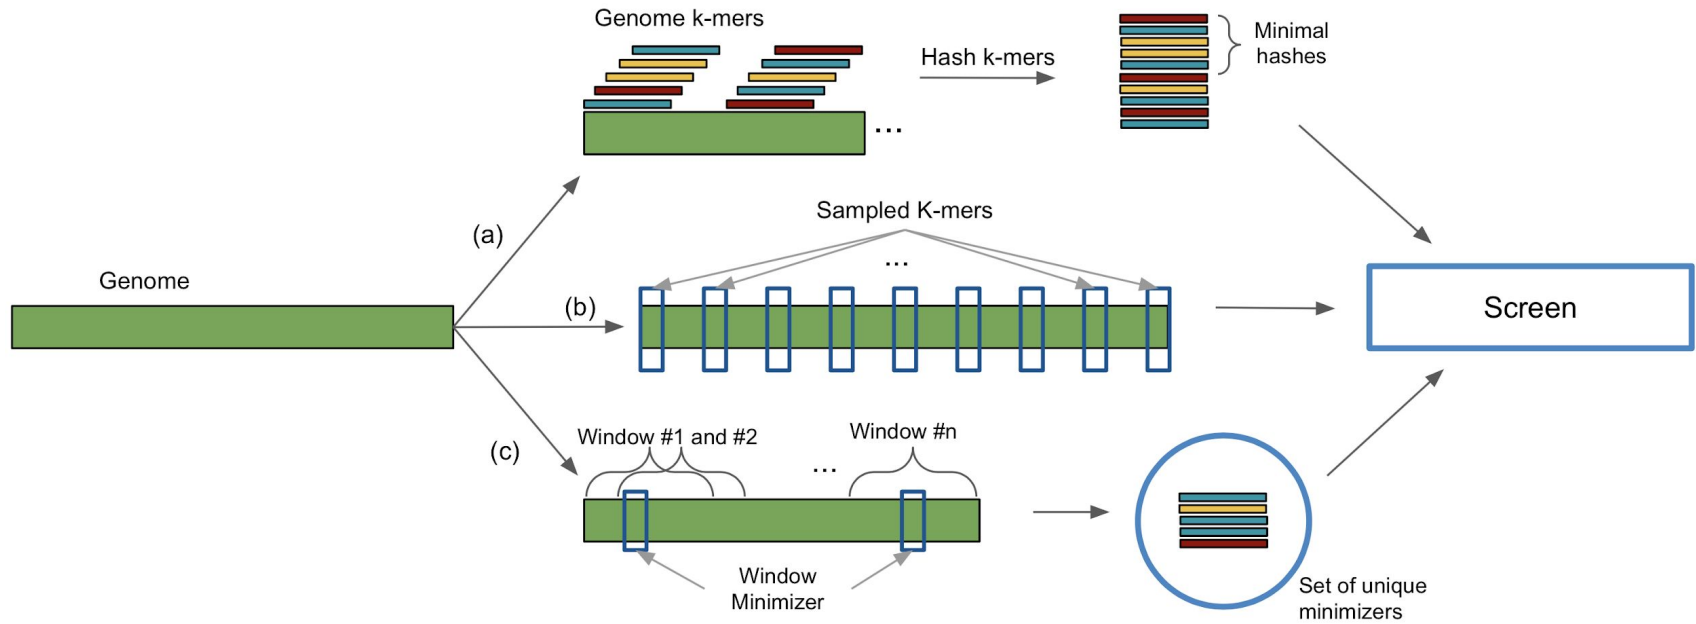 Genome k-mers
Hash k-mers
Minimal
hashes
...
(a)
Sampled K-mers
...
Genome
(b)
Screen
(c)
Window #1 and #2
Window #n
...
Window
Minimizer
Set of unique
minimizers